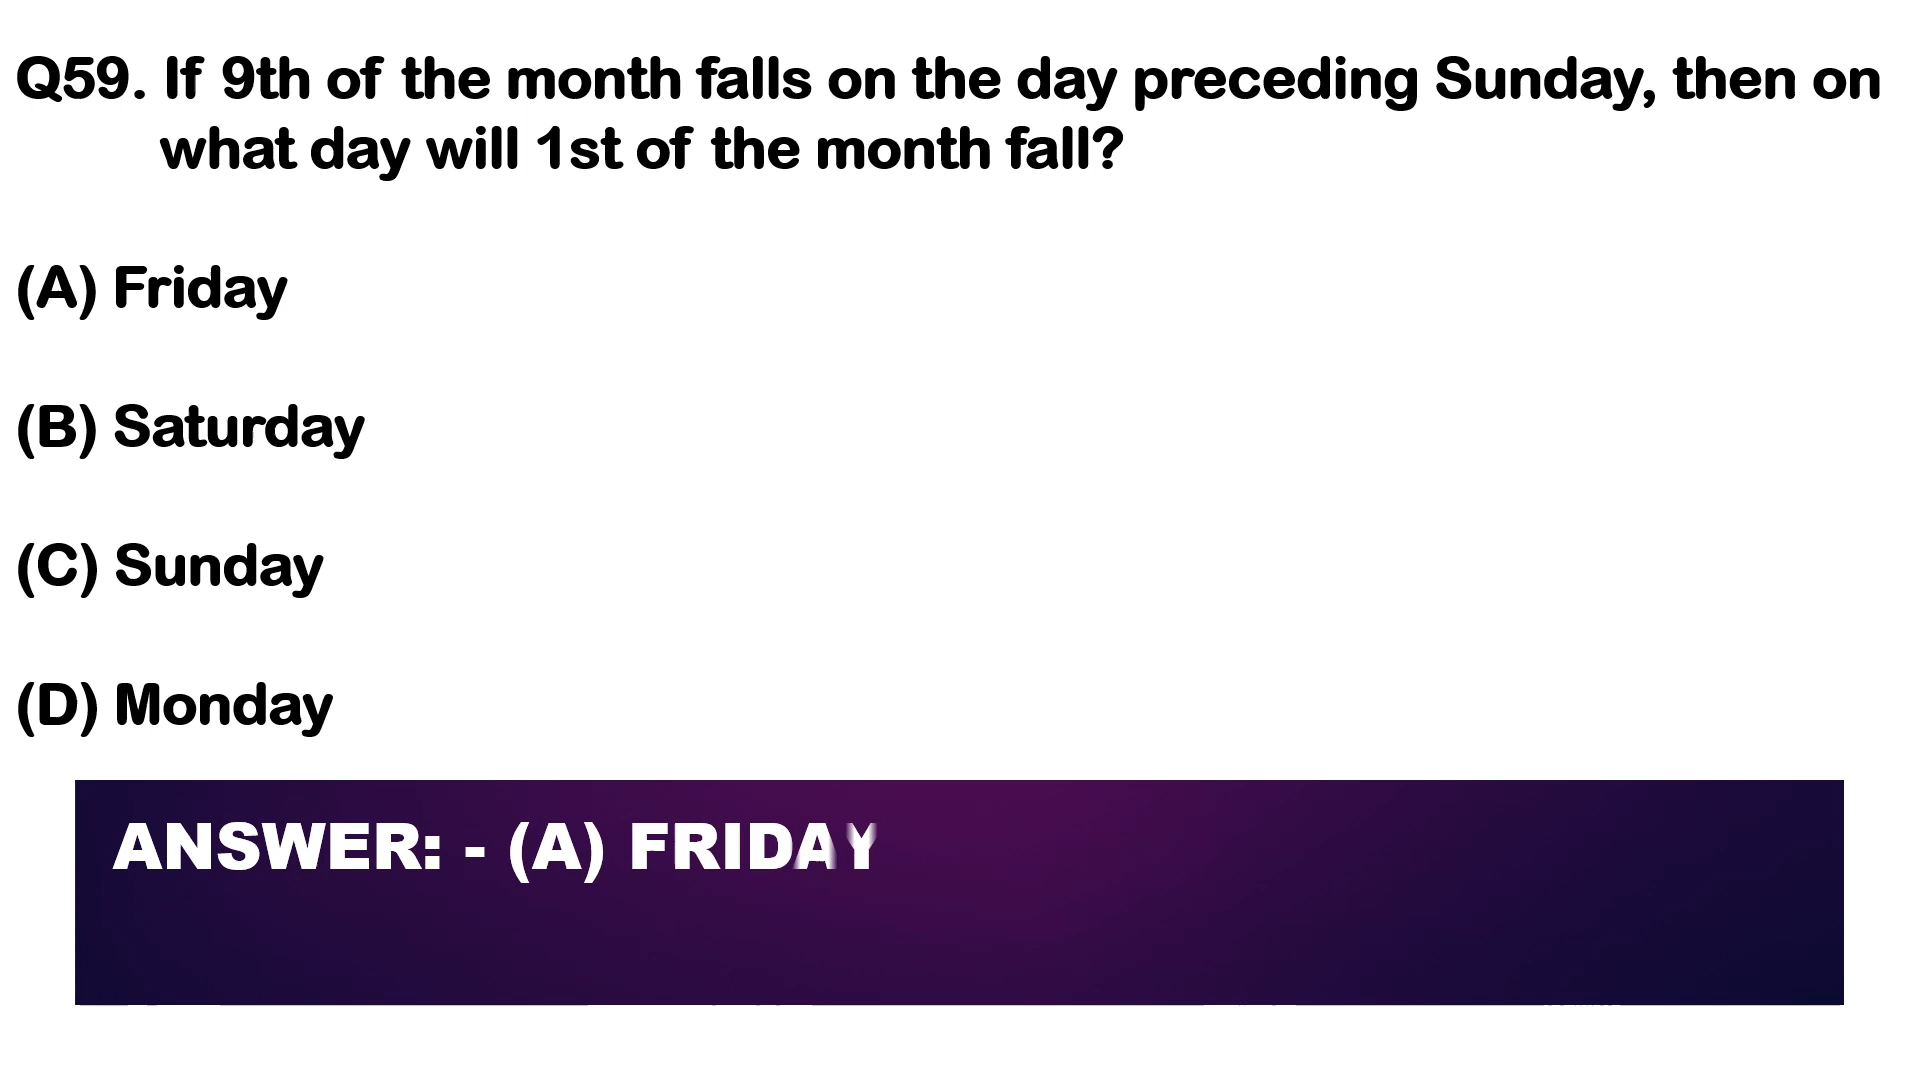 Q59. If 9th of the month falls on the day preceding Sunday, then on
what day will 1st of the month fall?
(A) Friday
(B) Saturday
(C) Sunday
(D) Monday
ANSWER: - (A) FRIDAY